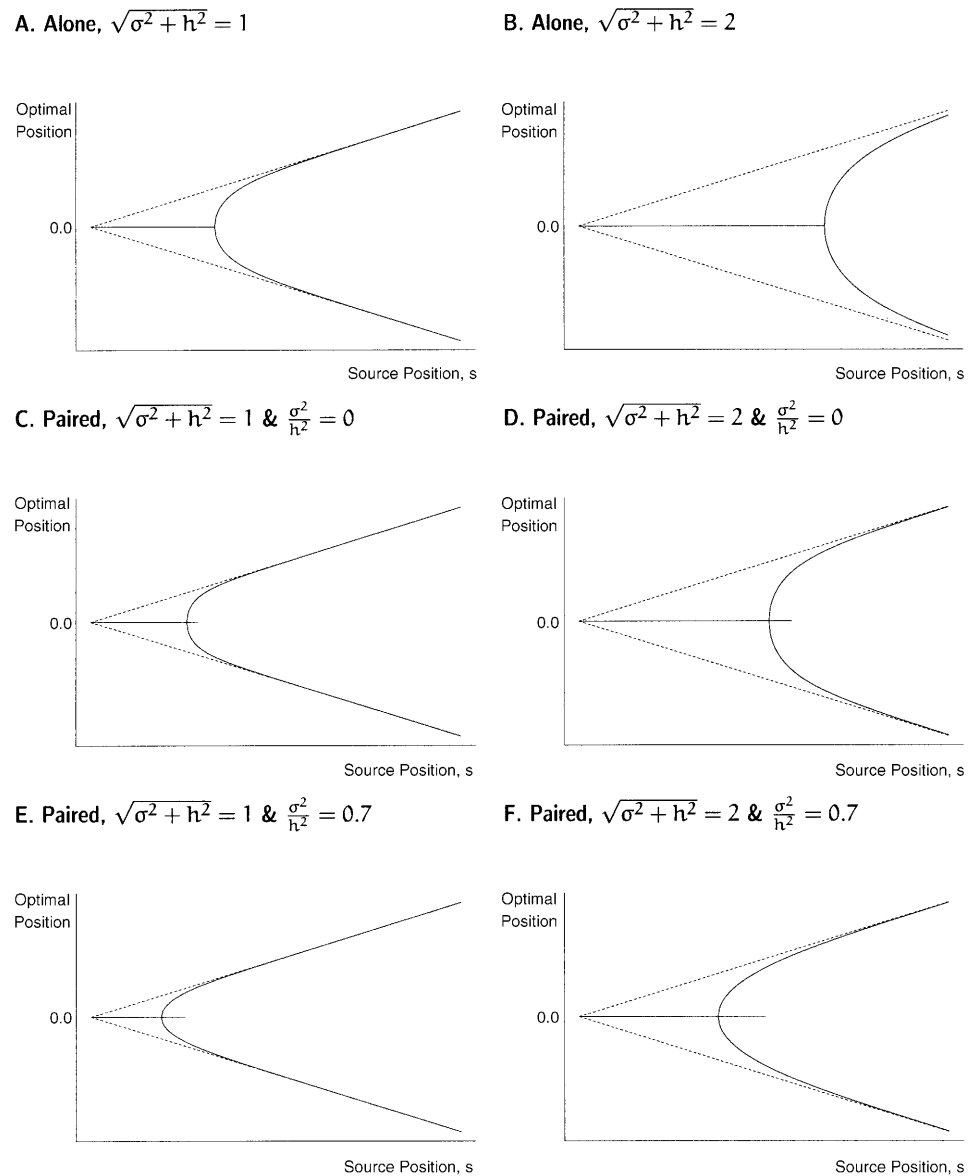 A. Alone, √σ² + h² = 1
Optimal
Position
0.0
Source Position, s
B. Alone, √σ² + h² = 2
Optimal
Position
0.0
Source Position, s
C. Paired, √σ² + h² = 1 & σ²/h² = 0
Optimal
Position
0.0
Source Position, s
D. Paired, √σ² + h² = 2 & σ²/h² = 0
Optimal
Position
0.0
Source Position, s
E. Paired, √σ² + h² = 1 & σ²/h² = 0.7
Optimal
Position
0.0
Source Position, s
F. Paired, √σ² + h² = 2 & σ²/h² = 0.7
Optimal
Position
0.0
Source Position, s